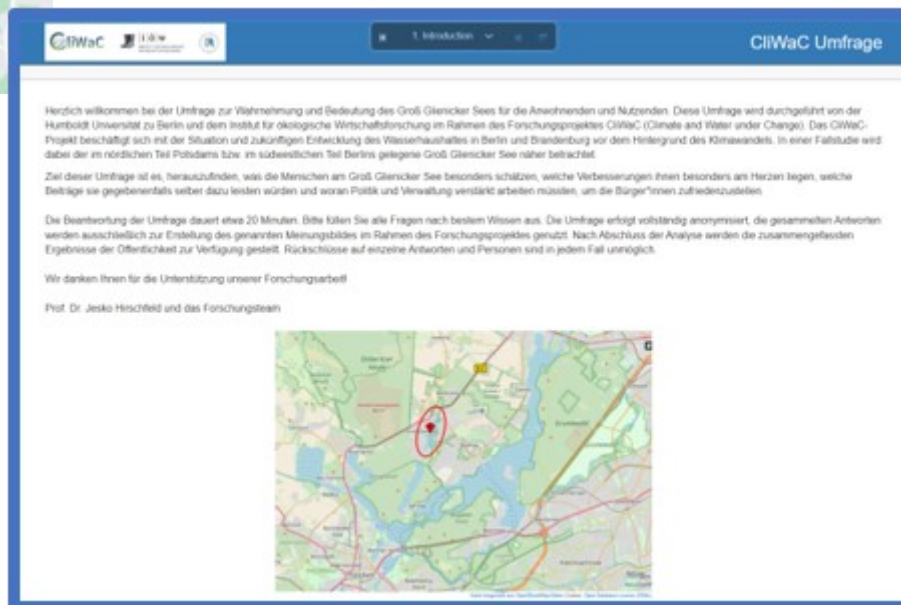 CliWaC
i ö w
1. Introduction
CliWaC Umfrage
Herzlich willkommen bei der Umfrage zur Wahrnehmung und Bedeutung des Groß Glienicker Sees für die Anwohnenden und Nutzenden. Diese Umfrage wird durchgeführt von der
Humboldt Universität zu Berlin und dem Institut für ökologische Wirtschaftsforschung im Rahmen des Forschungsprojektes CliWaC (Climate and Water under Change). Das CliWaC-
Projekt beschäftigt sich mit der Situation und zukünftigen Entwicklung des Wasserhaushaltes in Berlin und Brandenburg vor dem Hintergrund des Klimawandels. In einer Fallstudie wird
dabei der im nördlichen Teil Potsdams bzw. im südwestlichen Teil Berlins gelegene Groß Glienicker See näher betrachtet.
Ziel dieser Umfrage ist es, herauszufinden, was die Menschen am Groß Glienicker See besonders schätzen, welche Verbesserungen ihnen besonders am Herzen liegen, welche
Beiträge sie gegebenenfalls selber dazu leisten würden und woran Politik und Verwaltung verstärkt arbeiten müssten, um die Bürger*innen zufriedenzustellen.
Die Beantwortung der Umfrage dauert etwa 20 Minuten. Bitte füllen Sie alle Fragen nach bestem Wissen aus. Die Umfrage erfolgt vollständig anonymisiert, die gesammelten Antworten
werden ausschließlich zur Erstellung des genannten Meinungsbildes im Rahmen des Forschungsprojektes genutzt. Nach Abschluss der Analyse werden die zusammengefassten
Ergebnisse der Öffentlichkeit zur Verfügung gestellt. Rückschlüsse auf einzelne Antworten und Personen sind in jedem Fall unmöglich.
Wir danken Ihnen für die Unterstützung unserer Forschungsarbeit!
Prof. Dr. Jesko Hirschfeld und das Forschungsteam